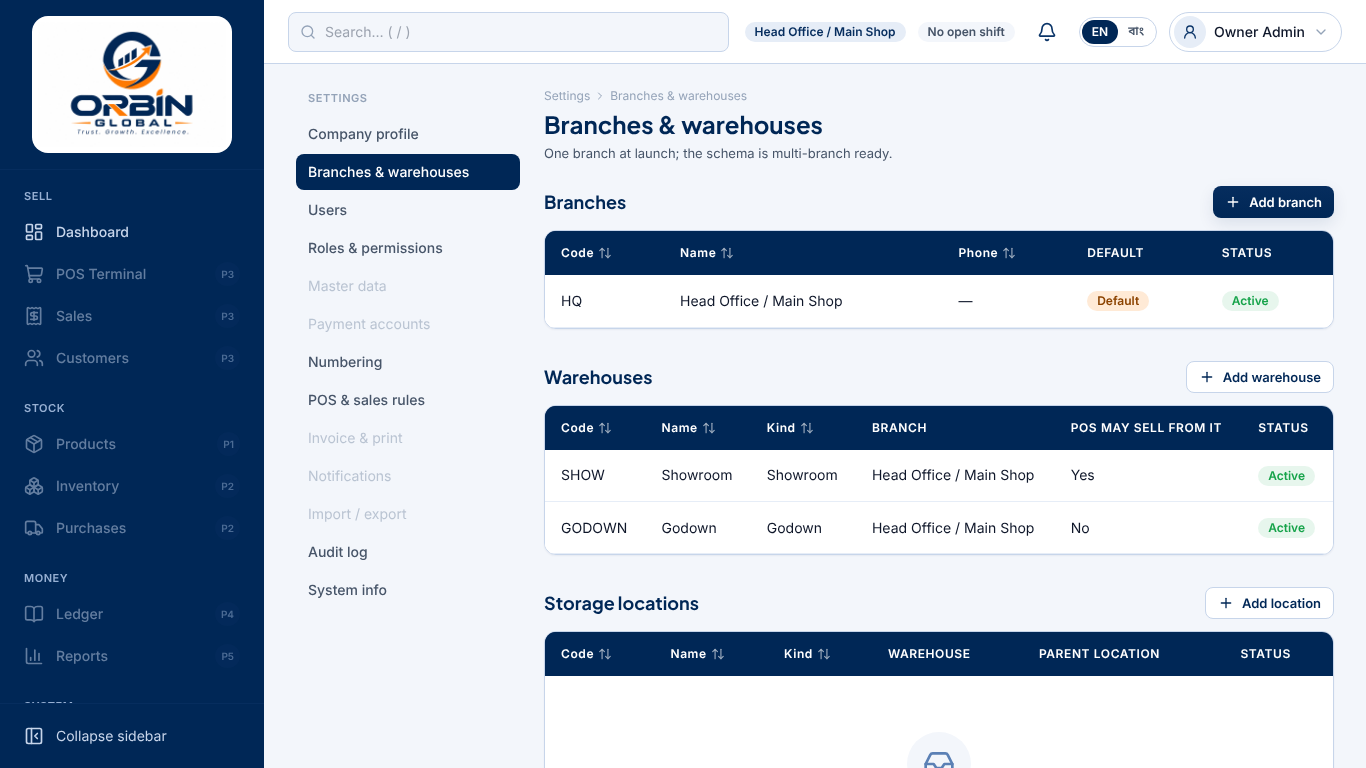 ORBIN
GLOBAL
Trust. Growth. Excellence.
SELL
Dashboard
POS Terminal P3
Sales P3
Customers P3
STOCK
Products P1
Inventory P2
Purchases P2
MONEY
Ledger P4
Reports P5
Collapse sidebar
Search... ( / )
Head Office / Main Shop
No open shift
EN বাং
Owner Admin
SETTINGS
Company profile
Branches & warehouses
Users
Roles & permissions
Master data
Payment accounts
Numbering
POS & sales rules
Invoice & print
Notifications
Import / export
Audit log
System info
Settings > Branches & warehouses
Branches & warehouses
One branch at launch; the schema is multi-branch ready.
Branches
+ Add branch
Code Name Phone DEFAULT STATUS
HQ Head Office / Main Shop — Default Active
Warehouses
+ Add warehouse
Code Name Kind BRANCH POS MAY SELL FROM IT STATUS
SHOW Showroom Showroom Head Office / Main Shop Yes Active
GODOWN Godown Godown Head Office / Main Shop No Active
Storage locations
+ Add location
Code Name Kind WAREHOUSE PARENT LOCATION STATUS